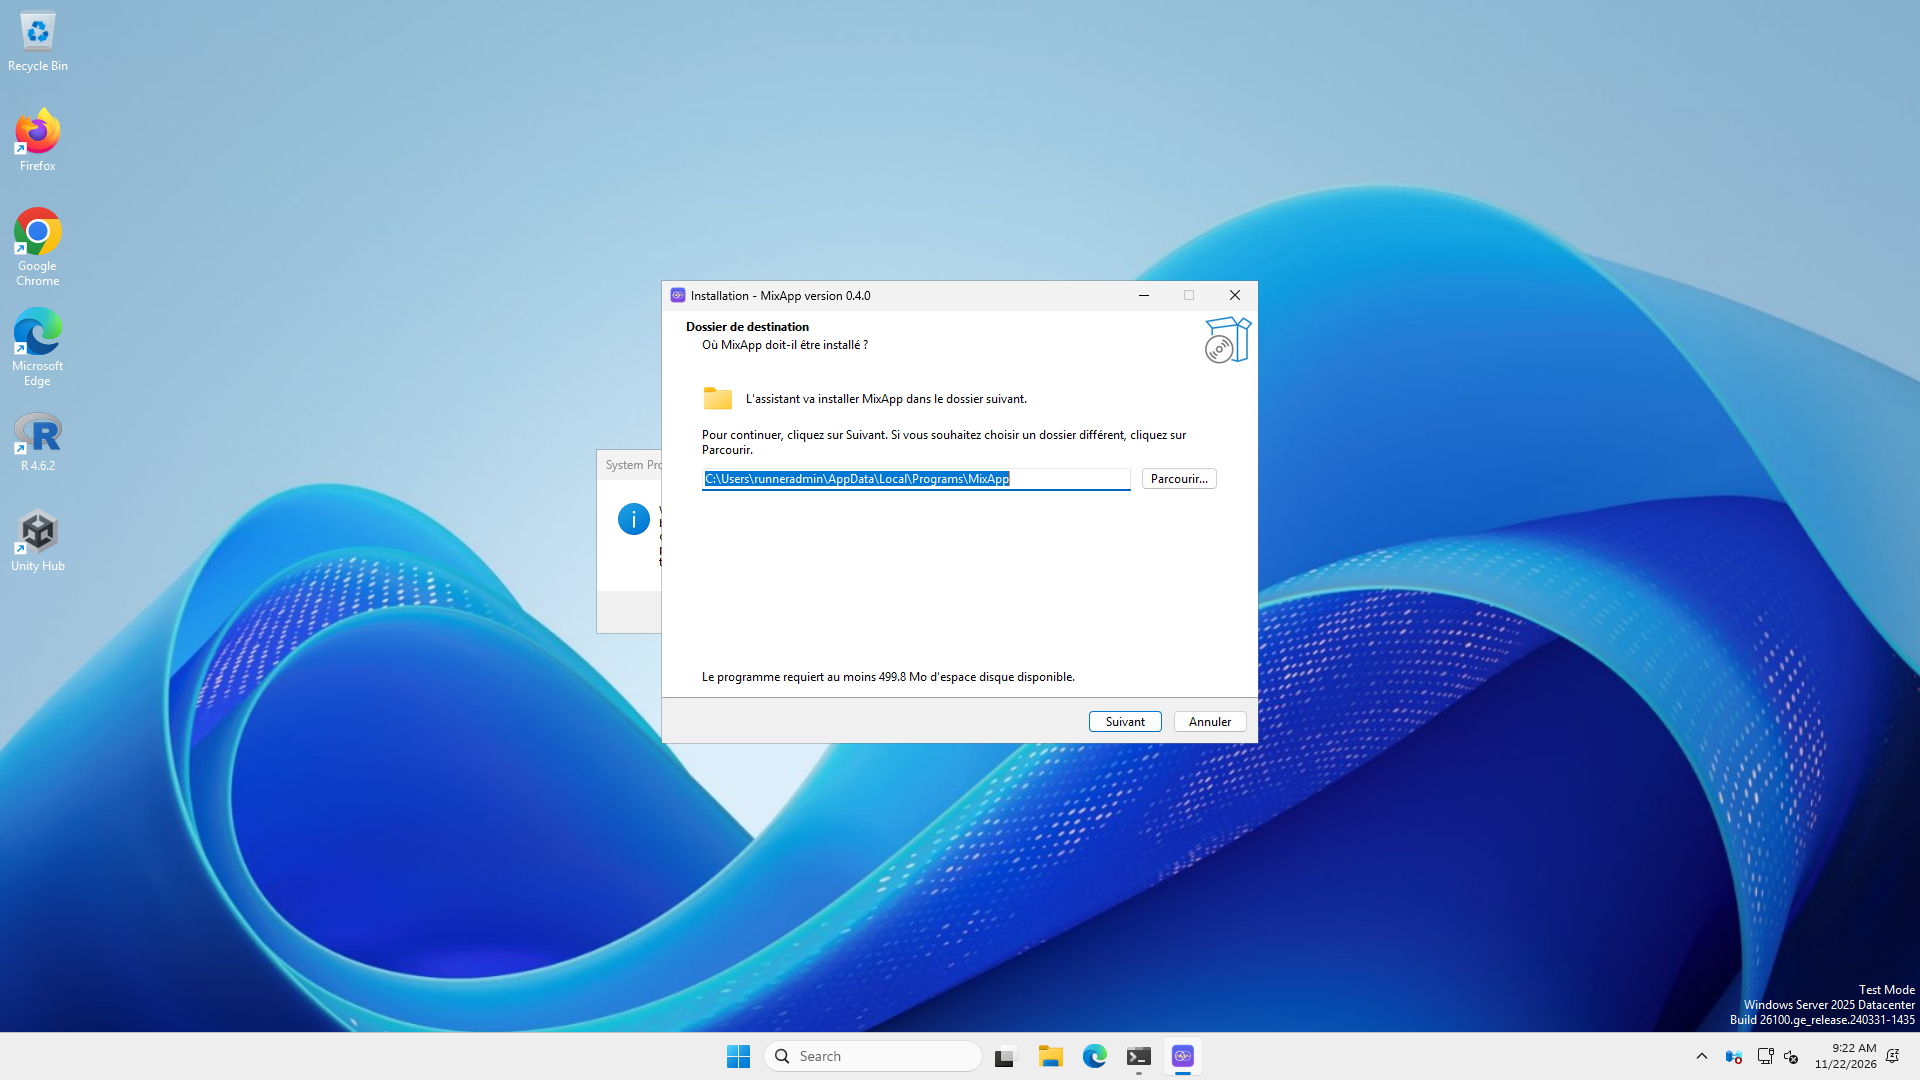 Recycle Bin
Firefox
Google
Chrome
Microsoft
Edge
R 4.6.2
Unity Hub
System Pro
Installation - MixApp version 0.4.0
Dossier de destination
Où MixApp doit-il être installé ?
L'assistant va installer MixApp dans le dossier suivant.
Pour continuer, cliquez sur Suivant. Si vous souhaitez choisir un dossier différent, cliquez sur
Parcourir.
C:\Users\runneradmin\AppData\Local\Programs\MixApp
Parcourir...
Le programme requiert au moins 499.8 Mo d'espace disque disponible.
Suivant
Annuler
Test Mode
Windows Server 2025 Datacenter
Build 26100.ge_release.240331-1435
Search
9:22 AM
11/22/2026